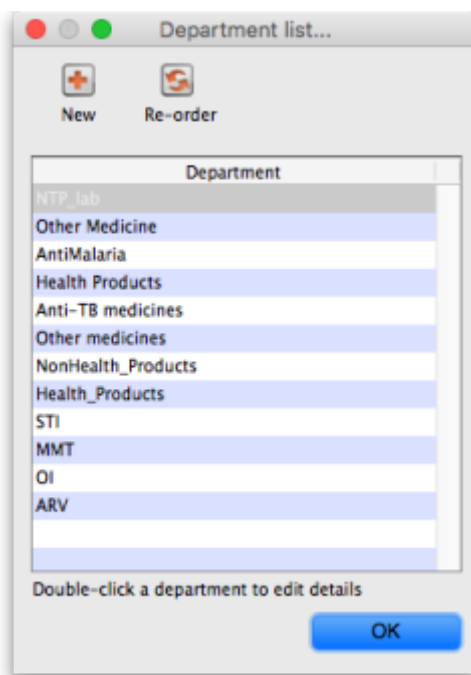 Department list...
New Re-order
Department
NTP_lab
Other Medicine
AntiMalaria
Health Products
Anti-TB medicines
Other medicines
NonHealth_Products
Health_Products
STI
MMT
OI
ARV
Double-click a department to edit details
OK